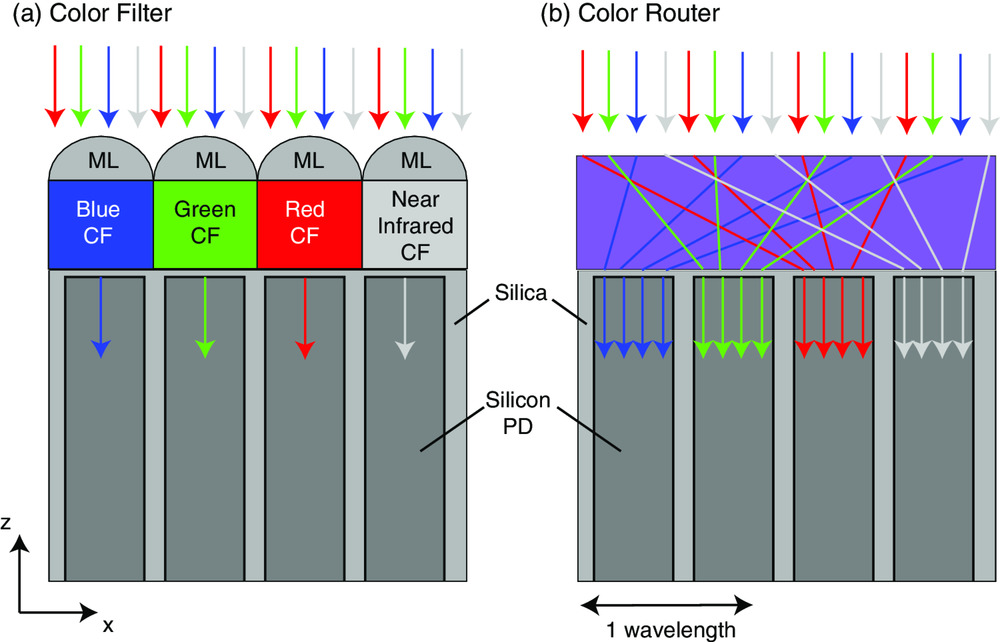 (a) Color Filter
(b) Color Router
ML
ML
ML
ML
Blue
CF
Green
CF
Red
CF
Near
Infrared
CF
Silica
Silicon
PD
z
x
1 wavelength